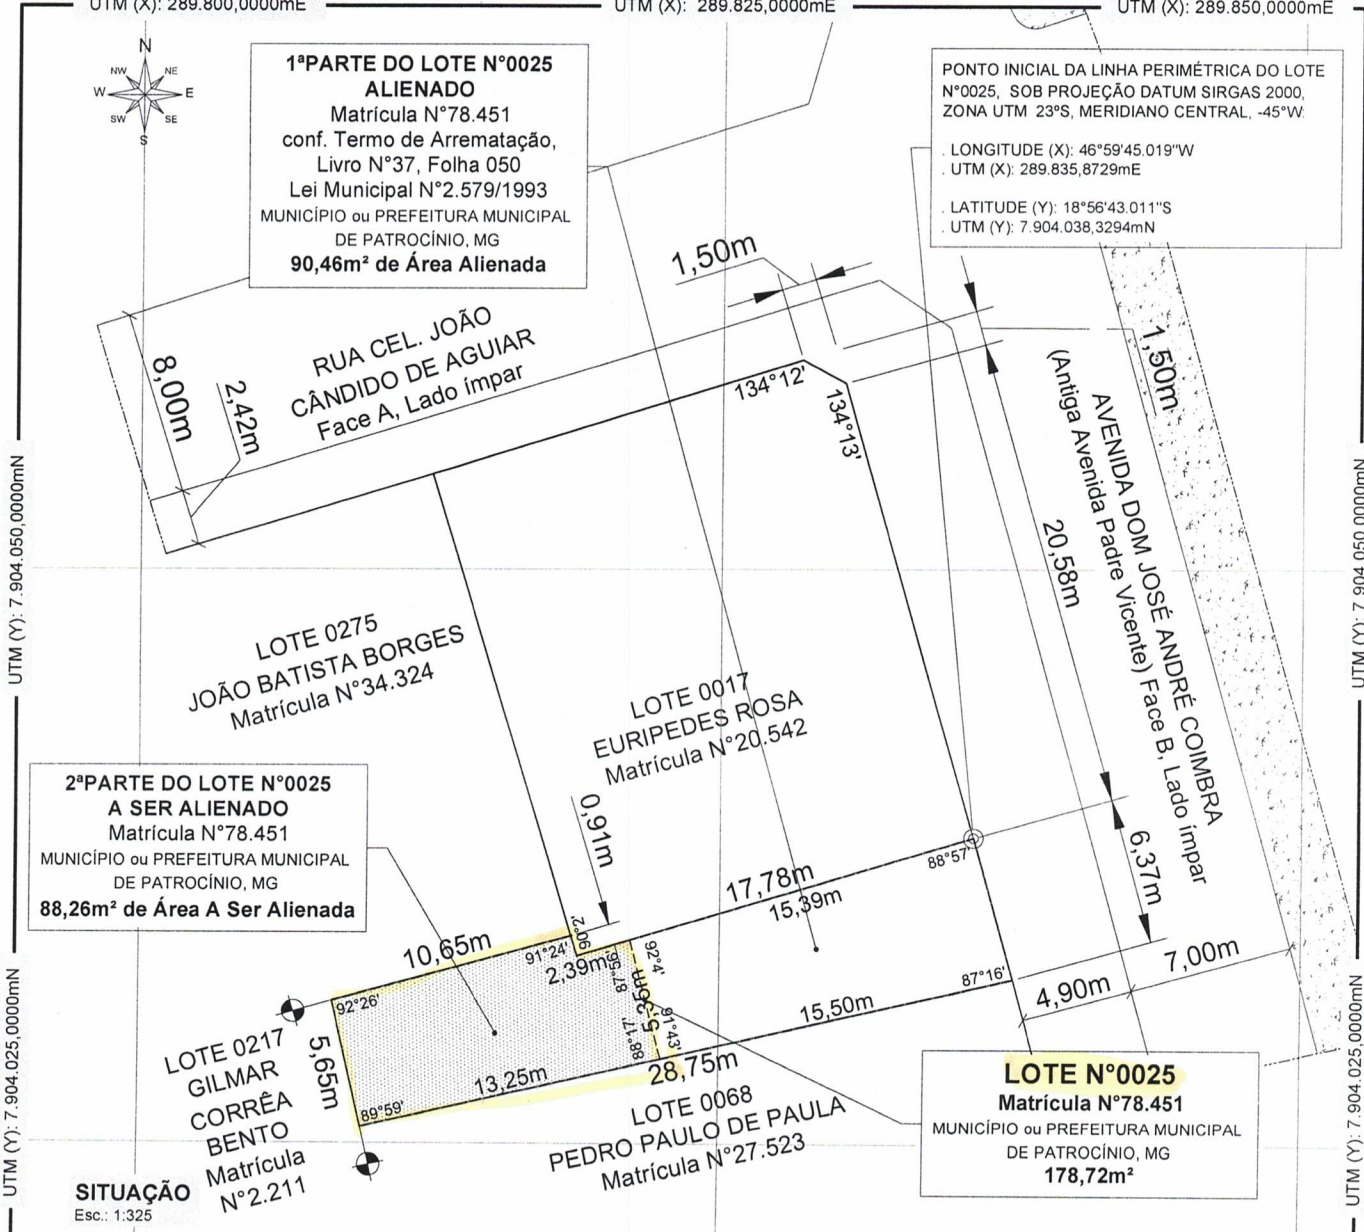 UTM (X): 289.800,0000mE
UTM (X): 289.825,0000mE
UTM (X): 289.850,0000mE
N
NW
NE
W
E
SW
SE
S
1ªPARTE DO LOTE N°0025
ALIENADO
Matrícula N°78.451
conf. Termo de Arrematação,
Livro N°37, Folha 050
Lei Municipal N°2.579/1993
MUNICÍPIO ou PREFEITURA MUNICIPAL
DE PATROCÍNIO, MG
90,46m² de Área Alienada
PONTO INICIAL DA LINHA PERIMÉTRICA DO LOTE
N°0025, SOB PROJEÇÃO DATUM SIRGAS 2000,
ZONA UTM 23°S, MERIDIANO CENTRAL, -45°W:
. LONGITUDE (X): 46°59'45.019"W
. UTM (X): 289.835,8729mE
. LATITUDE (Y): 18°56'43.011"S
. UTM (Y): 7.904.038,3294mN
1,50m
1,50m
8,00m
2,42m
RUA CEL. JOÃO
CÂNDIDO DE AGUIAR
Face A, Lado ímpar
134°12'
134°13'
AVENIDA DOM JOSÉ ANDRÉ COIMBRA
(Antiga Avenida Padre Vicente) Face B, Lado ímpar
20,58m
UTM (Y): 7.904.050,0000mN
UTM (Y): 7.904.050,0000mN
LOTE 0275
JOÃO BATISTA BORGES
Matrícula N°34.324
LOTE 0017
EURIPEDES ROSA
Matrícula N°20.542
2ªPARTE DO LOTE N°0025
A SER ALIENADO
Matrícula N°78.451
MUNICÍPIO ou PREFEITURA MUNICIPAL
DE PATROCÍNIO, MG
88,26m² de Área A Ser Alienada
0,91m
17,78m
15,39m
88°57'
6,37m
10,65m
91°24'
90°2'
2,39m
87°56'
92°4'
5,36m
91°43'
88°17'
87°16'
15,50m
4,90m
7,00m
92°26'
5,65m
89°59'
13,25m
28,75m
LOTE 0217
GILMAR
CORRÊA
BENTO
Matrícula
N°2.211
LOTE 0068
PEDRO PAULO DE PAULA
Matrícula N°27.523
LOTE N°0025
Matrícula N°78.451
MUNICÍPIO ou PREFEITURA MUNICIPAL
DE PATROCÍNIO, MG
178,72m²
UTM (Y): 7.904.025,0000mN
UTM (Y): 7.904.025,0000mN
SITUAÇÃO
Esc.: 1:325